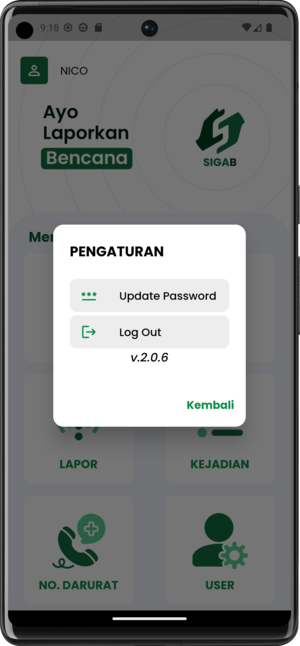 9:18
NICO
Ayo
Laporkan
Bencana
SIGAB
Men
PENGATURAN
Update Password
Log Out
v.2.0.6
Kembali
LAPOR
KEJADIAN
NO. DARURAT
USER